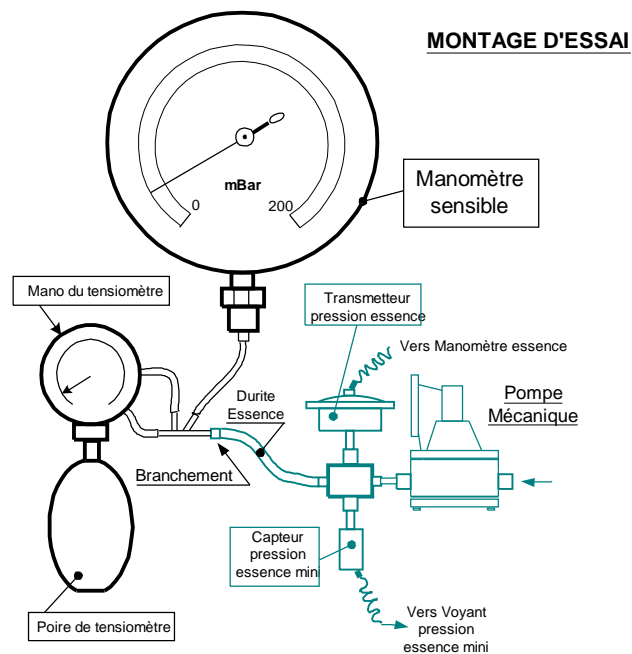 MONTAGE D'ESSAI
mBar
0
200
Manomètre
sensible
Mano du tensiomètre
Transmetteur
pression essence
Vers Manomètre essence
Durite
Essence
Pompe
Mécanique
Branchement
Capteur
pression
essence mini
Poire de tensiomètre
Vers Voyant
pression
essence mini